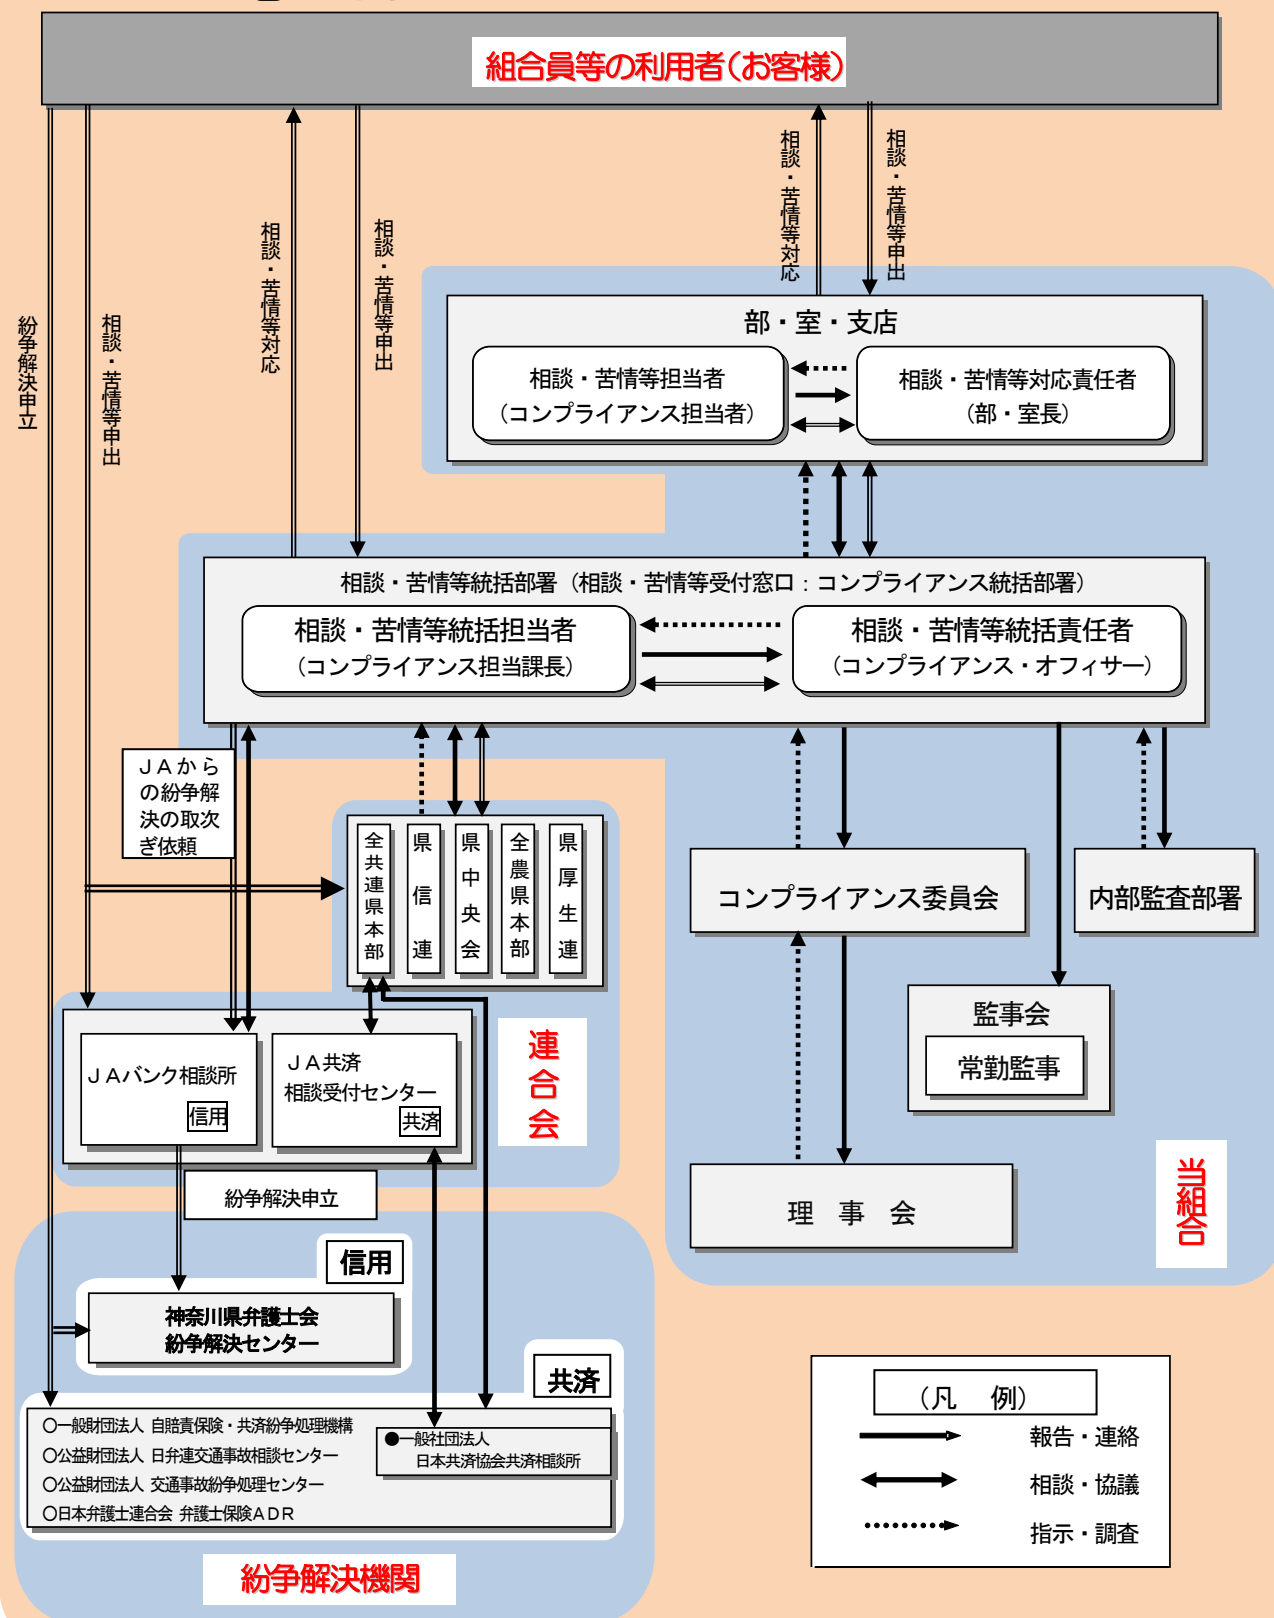 組合員等の利用者（お客様）
相談・苦情等対応
相談・苦情等申出
相談・苦情等対応
相談・苦情等申出
紛争解決申立
相談・苦情等申出
部・室・支店
相談・苦情等担当者
（コンプライアンス担当者）
相談・苦情等対応責任者
（部・室長）
相談・苦情等統括部署（相談・苦情等受付窓口：コンプライアンス統括部署）
相談・苦情等統括担当者
（コンプライアンス担当課長）
相談・苦情等統括責任者
（コンプライアンス・オフィサー）
ＪＡから
の紛争解
決の取次
ぎ依頼
全共連県本部
県信連
県中央会
全農県本部
県厚生連
コンプライアンス委員会
内部監査部署
監事会
常勤監事
連合会
ＪＡバンク相談所
信用
ＪＡ共済
相談受付センター
共済
理　事　会
当組合
紛争解決申立
信用
神奈川県弁護士会
紛争解決センター
共済
○一般財団法人 自賠責保険・共済紛争処理機構
○公益財団法人 日弁連交通事故相談センター
○公益財団法人 交通事故紛争処理センター
○日本弁護士連合会 弁護士保険ＡＤＲ
●一般社団法人
日本共済協会共済相談所
紛争解決機関
（凡　例）
報告・連絡
相談・協議
指示・調査